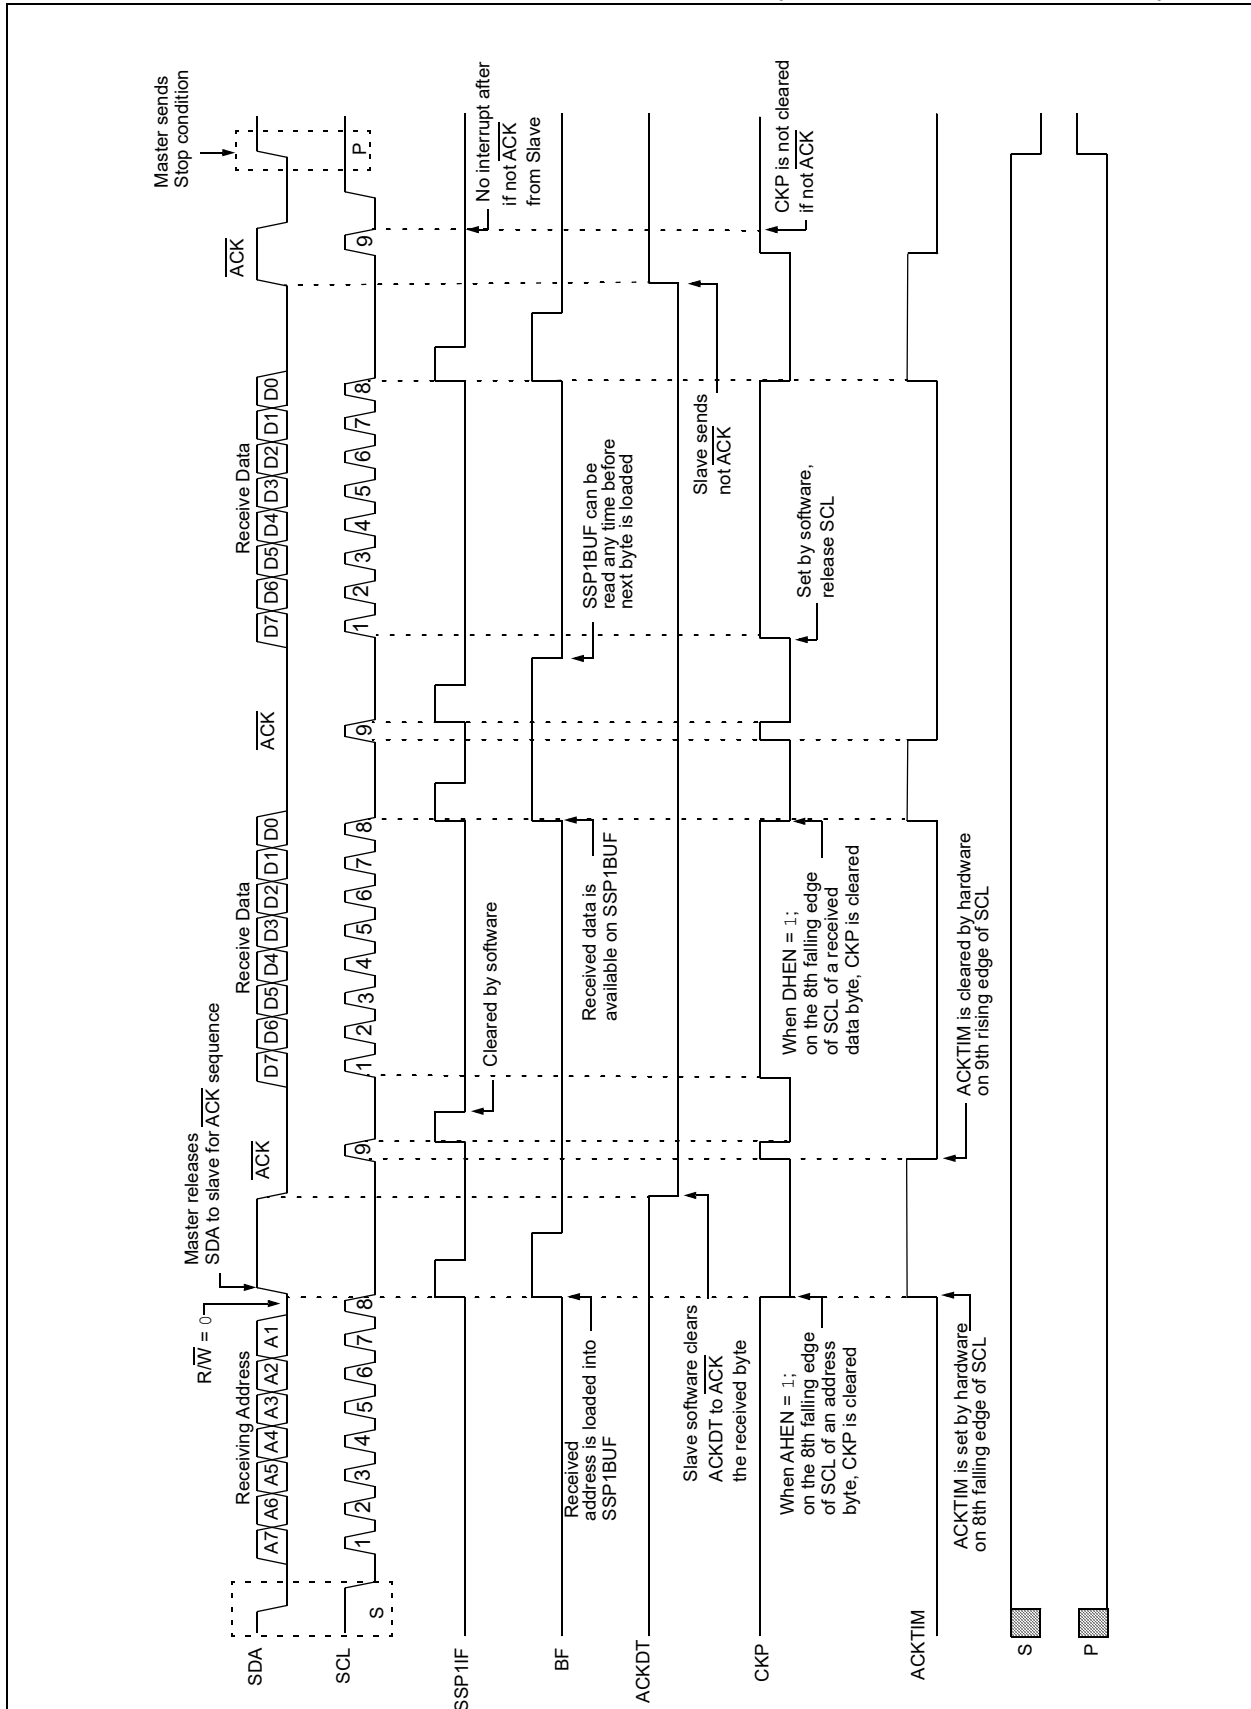 Master sends
Stop condition
Master releases
SDA to slave for ACK sequence
R/W = 0
Receiving Address
ACK
Receive Data
ACK
Receive Data
ACK
SDA
A7 A6 A5 A4 A3 A2 A1
D7 D6 D5 D4 D3 D2 D1 D0
D7 D6 D5 D4 D3 D2 D1 D0
SCL
S
1 2 3 4 5 6 7 8
9
1 2 3 4 5 6 7 8
9
1 2 3 4 5 6 7 8
9
P
SSP1IF
Cleared by software
No interrupt after
if not ACK
from Slave
BF
Received
address is loaded into
SSP1BUF
Received data is
available on SSP1BUF
SSP1BUF can be
read any time before
next byte is loaded
ACKDT
Slave software clears
ACKDT to ACK
the received byte
Slave sends
not ACK
CKP
When AHEN = 1;
on the 8th falling edge
of SCL of an address
byte, CKP is cleared
When DHEN = 1;
on the 8th falling edge
of SCL of a received
data byte, CKP is cleared
Set by software,
release SCL
CKP is not cleared
if not ACK
ACKTIM
ACKTIM is set by hardware
on 8th falling edge of SCL
ACKTIM is cleared by hardware
on 9th rising edge of SCL
S
P